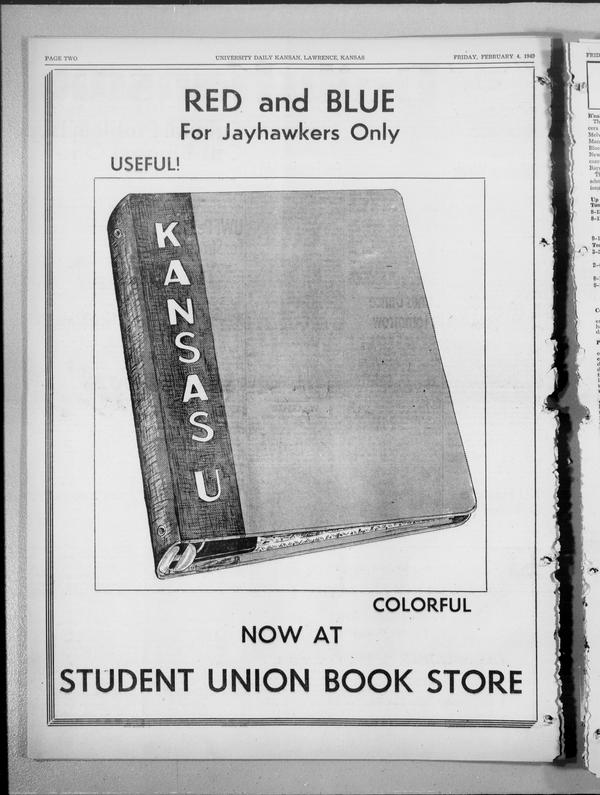 PAGE TWO
UNIVERSITY DAILY KANSAN, LAWRENCE, KANSAS
FRIDAY, FEBRUARY 4, 1949
RED and BLUE
For Jayhawkers Only
USEFUL!
KANSAS U
COLORFUL
NOW AT
STUDENT UNION BOOK STORE
FRID